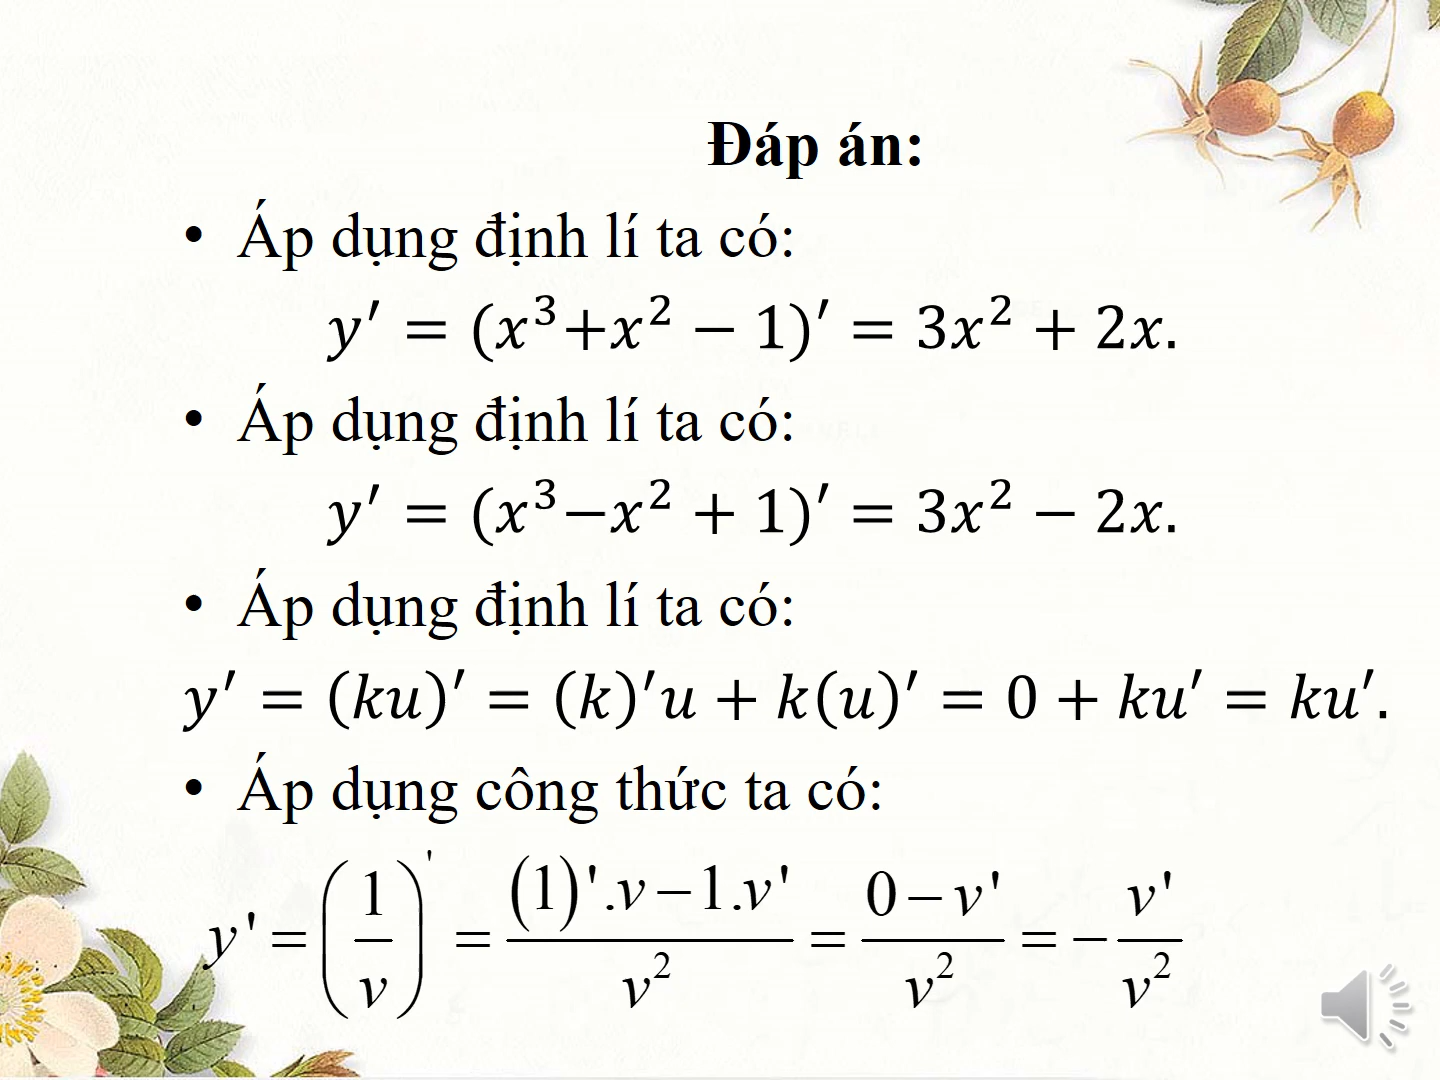 Đáp án:
• Áp dụng định lí ta có:
y′ = (x³+x² − 1)′ = 3x² + 2x.
• Áp dụng định lí ta có:
y′ = (x³−x² + 1)′ = 3x² − 2x.
• Áp dụng định lí ta có:
y′ = (ku)′ = (k)′u + k(u)′ = 0 + ku′ = ku′.
• Áp dụng công thức ta có:
y' = (1/v)' = ((1)'.v − 1.v')/v² = (0 − v')/v² = − v'/v²